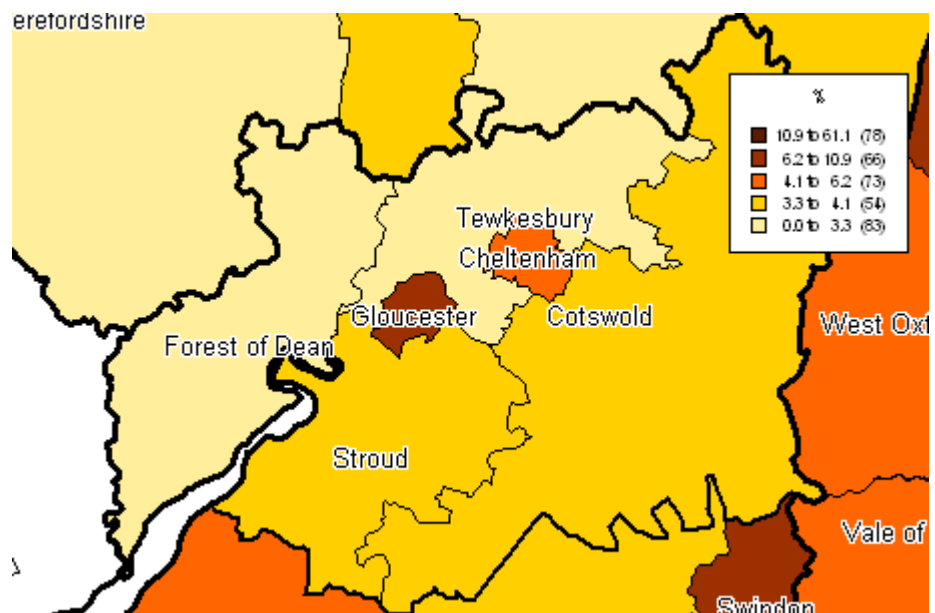 erefordshire
%
10.9 to 61.1 (78)
6.2 to 10.9 (66)
4.1 to 6.2 (73)
3.3 to 4.1 (54)
0.0 to 3.3 (83)
Tewkesbury
Cheltenham
Gloucester
Cotswold
West Oxf
Forest of Dean
Stroud
Vale of
Swindon